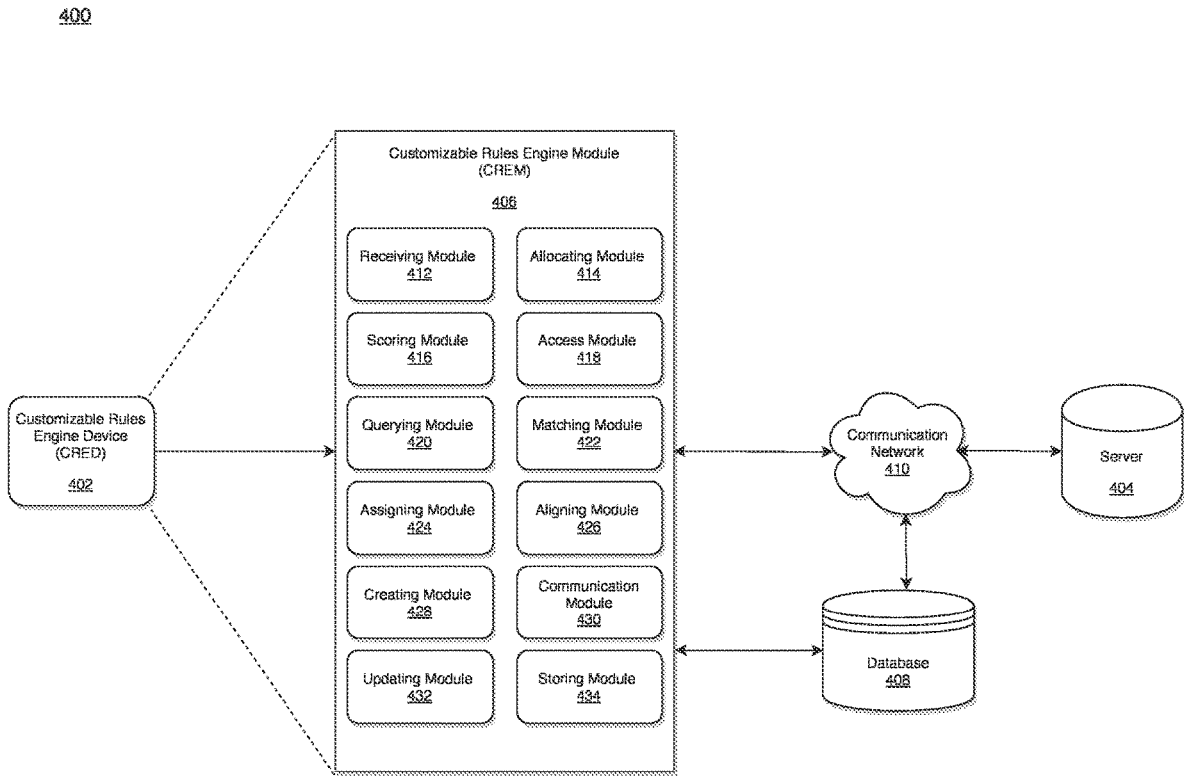 400
Customizable Rules Engine Module
(CREM)
406
Receiving Module
412
Allocating Module
414
Scoring Module
416
Access Module
418
Customizable Rules
Engine Device
(CRED)
402
Querying Module
420
Matching Module
422
Communication
Network
410
Server
404
Assigning Module
424
Aligning Module
426
Creating Module
428
Communication
Module
430
Database
408
Updating Module
432
Storing Module
434